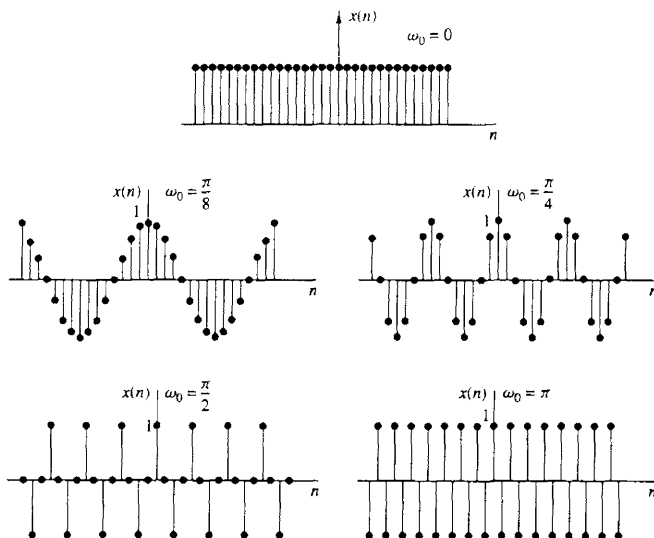 x(n)
ω₀ = 0
n
x(n) ω₀ = π/8
1
n
x(n) ω₀ = π/4
1
n
x(n) ω₀ = π/2
1
n
x(n) ω₀ = π
1
n